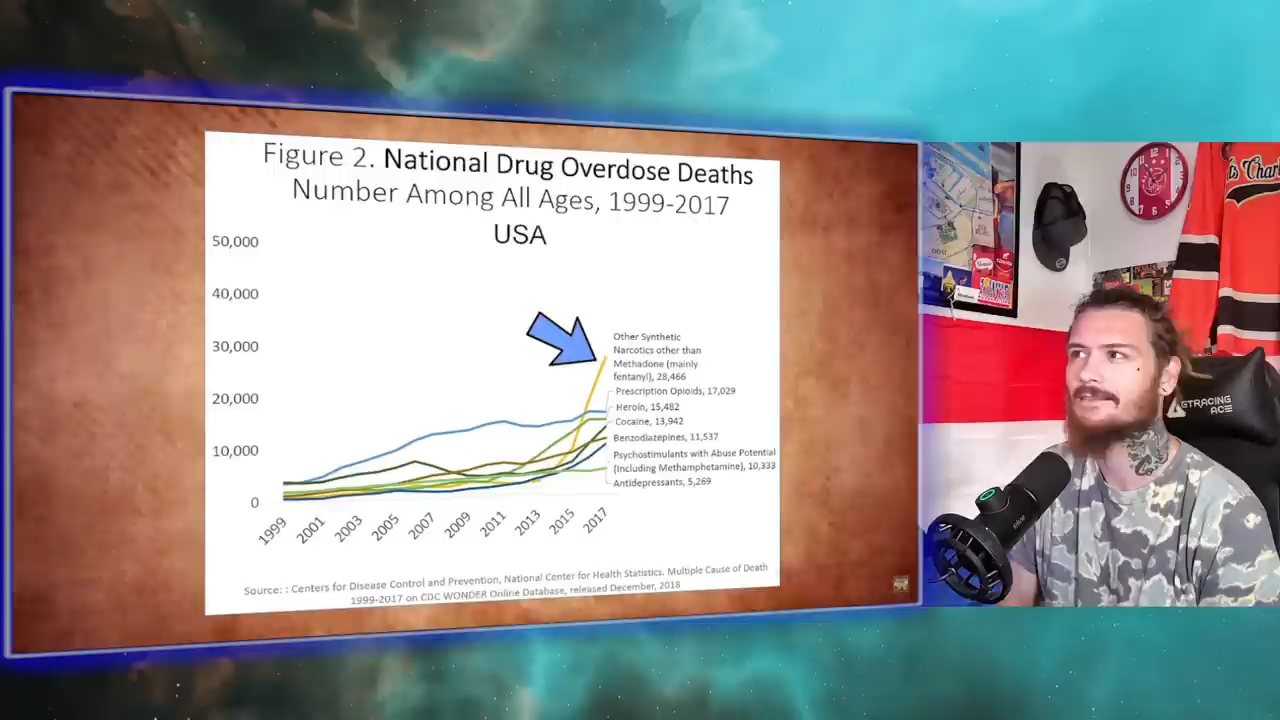 Figure 2. National Drug Overdose Deaths
Number Among All Ages, 1999-2017
USA
50,000
40,000
30,000
20,000
10,000
0
1999
2001
2003
2005
2007
2009
2011
2013
2015
2017
Other Synthetic
Narcotics other than
Methadone (mainly
fentanyl), 28,466
Prescription Opioids, 17,029
Heroin, 15,482
Cocaine, 13,942
Benzodiazepines, 11,537
Psychostimulants with Abuse Potential
(Including Methamphetamine), 10,333
Antidepressants, 5,269
Source: : Centers for Disease Control and Prevention, National Center for Health Statistics. Multiple Cause of Death
1999-2017 on CDC WONDER Online Database, released December, 2018
GTRACING
ACE